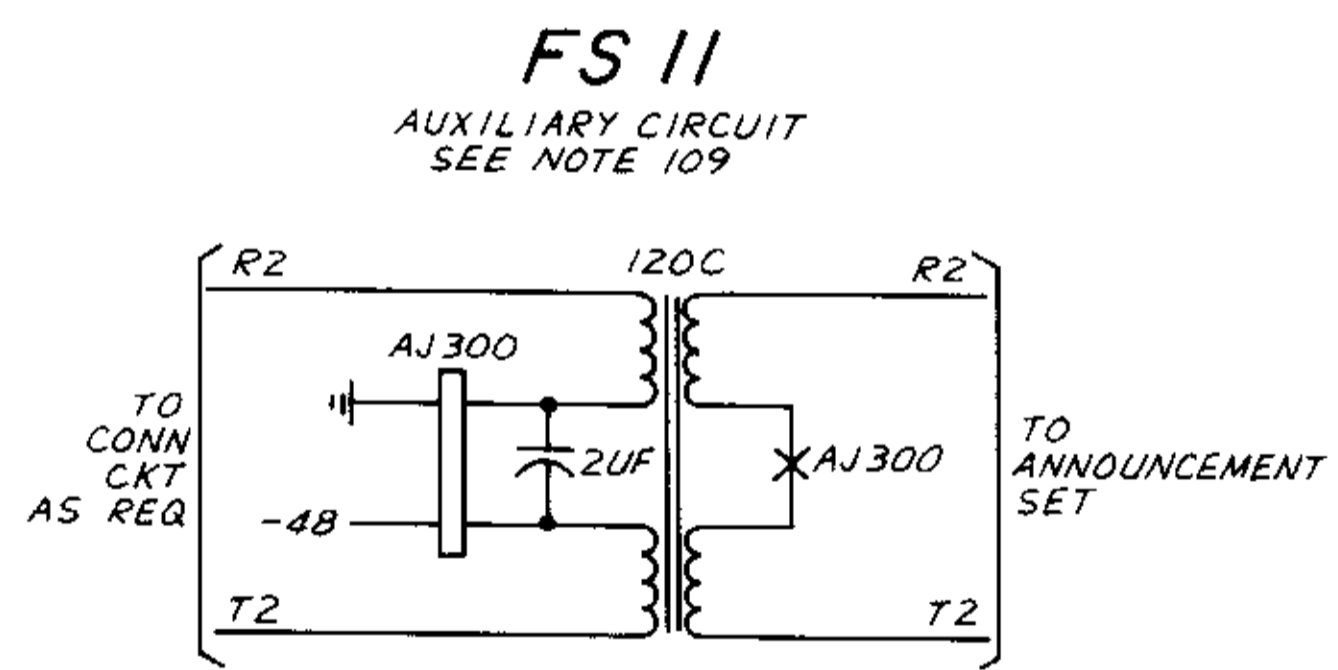 FS 11
AUXILIARY CIRCUIT
SEE NOTE 109
R2
120C
R2
AJ300
TO
CONN
CKT
AS REQ
2UF
AJ300
TO
ANNOUNCEMENT
SET
-48
T2
T2